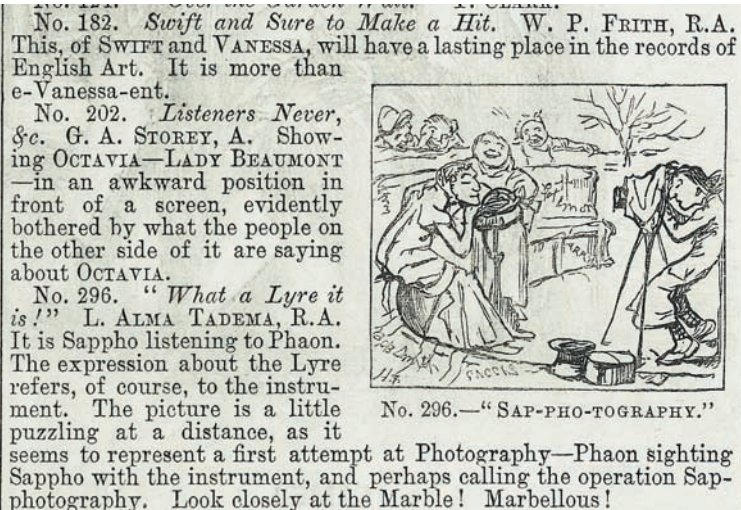 No. 182. Swift and Sure to Make a Hit. W. P. FRITH, R.A.
This, of SWIFT and VANESSA, will have a lasting place in the records of
English Art. It is more than
e-Vanessa-ent.
No. 202. Listeners Never,
&c. G. A. STOREY, A. Show-
ing OCTAVIA—LADY BEAUMONT
—in an awkward position in
front of a screen, evidently
bothered by what the people on
the other side of it are saying
about OCTAVIA.
No. 296. "What a Lyre it
is!" L. ALMA TADEMA, R.A.
It is Sappho listening to Phaon.
The expression about the Lyre
refers, of course, to the instru-
ment. The picture is a little
puzzling at a distance, as it
seems to represent a first attempt at Photography—Phaon sighting
Sappho with the instrument, and perhaps calling the operation Sap-
photography. Look closely at the Marble! Marbellous!
H.F.
No. 296.—"SAP-PHO-TOGRAPHY."